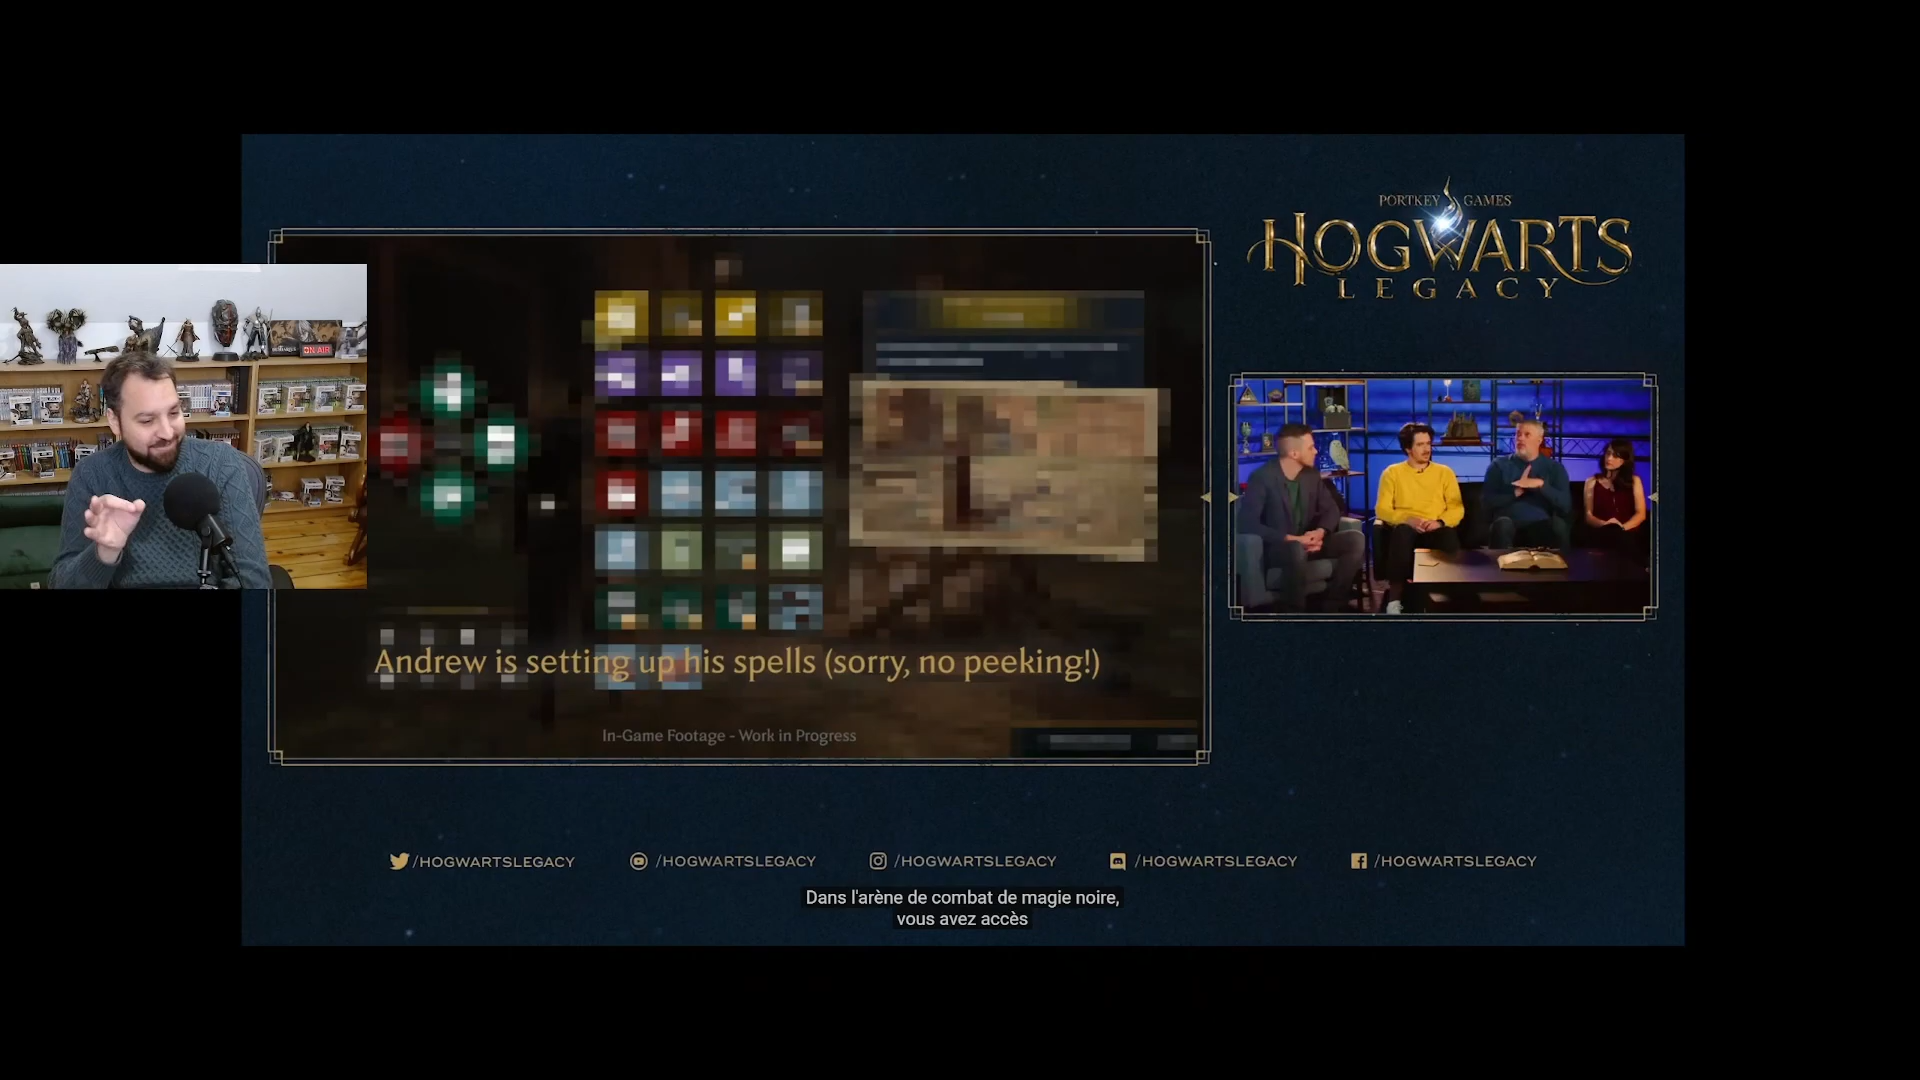 PORTKEY GAMES
HOGWARTS
LEGACY
ON AIR
Andrew is setting up his spells (sorry, no peeking!)
In-Game Footage - Work in Progress
/HOGWARTSLEGACY
/HOGWARTSLEGACY
/HOGWARTSLEGACY
/HOGWARTSLEGACY
/HOGWARTSLEGACY
Dans l'arène de combat de magie noire,
vous avez accès